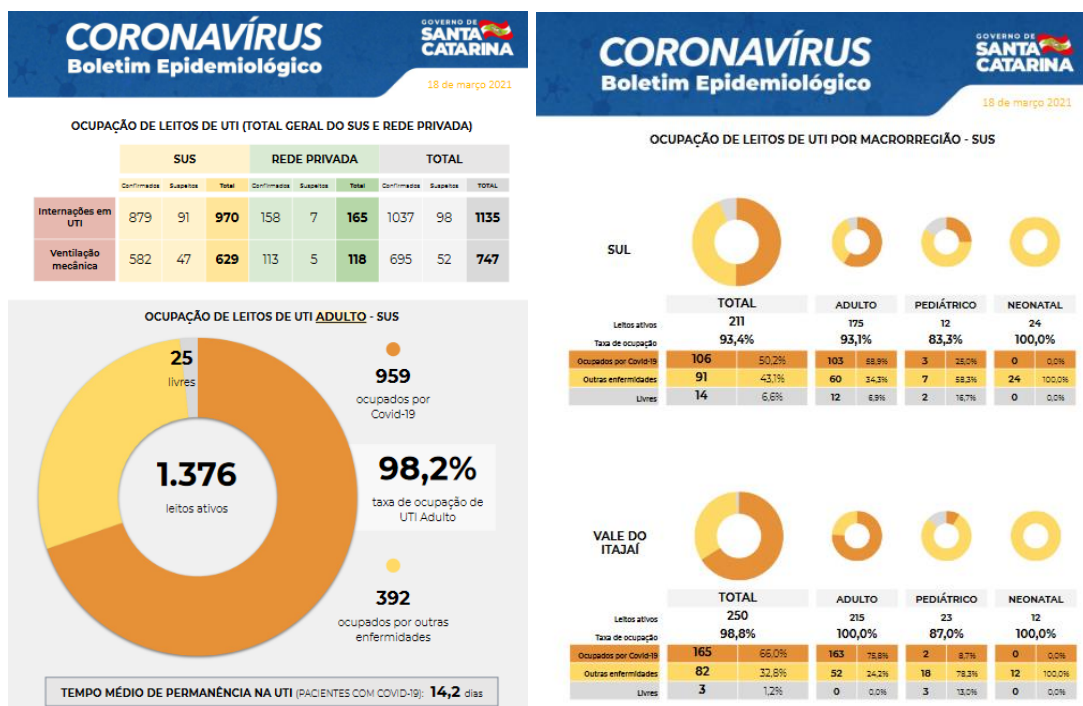 CORONAVÍRUS
Boletim Epidemiológico
GOVERNO DE
SANTA
CATARINA
18 de março 2021
OCUPAÇÃO DE LEITOS DE UTI (TOTAL GERAL DO SUS E REDE PRIVADA)
SUS REDE PRIVADA TOTAL
Confirmados Suspeitos Total Confirmados Suspeitos Total Confirmados Suspeitos TOTAL
Internações em UTI 879 91 970 158 7 165 1037 98 1135
Ventilação mecânica 582 47 629 113 5 118 695 52 747
OCUPAÇÃO DE LEITOS DE UTI ADULTO - SUS
25
livres
959
ocupados por
Covid-19
1.376
leitos ativos
98,2%
taxa de ocupação de
UTI Adulto
392
ocupados por outras
enfermidades
TEMPO MÉDIO DE PERMANÊNCIA NA UTI (PACIENTES COM COVID-19): 14,2 dias
CORONAVÍRUS
Boletim Epidemiológico
GOVERNO DE
SANTA
CATARINA
18 de março 2021
OCUPAÇÃO DE LEITOS DE UTI POR MACRORREGIÃO - SUS
SUL
TOTAL ADULTO PEDIÁTRICO NEONATAL
Leitos ativos 211 175 12 24
Taxa de ocupação 93,4% 93,1% 83,3% 100,0%
Ocupados por Covid-19 106 50,2% 103 58,9% 3 25,0% 0 0,0%
Outras enfermidades 91 43,1% 60 34,3% 7 58,3% 24 100,0%
Livres 14 6,6% 12 6,9% 2 16,7% 0 0,0%
VALE DO
ITAJAÍ
TOTAL ADULTO PEDIÁTRICO NEONATAL
Leitos ativos 250 215 23 12
Taxa de ocupação 98,8% 100,0% 87,0% 100,0%
Ocupados por Covid-19 165 66,0% 163 75,8% 2 8,7% 0 0,0%
Outras enfermidades 82 32,8% 52 24,2% 18 78,3% 12 100,0%
Livres 3 1,2% 0 0,0% 3 13,0% 0 0,0%